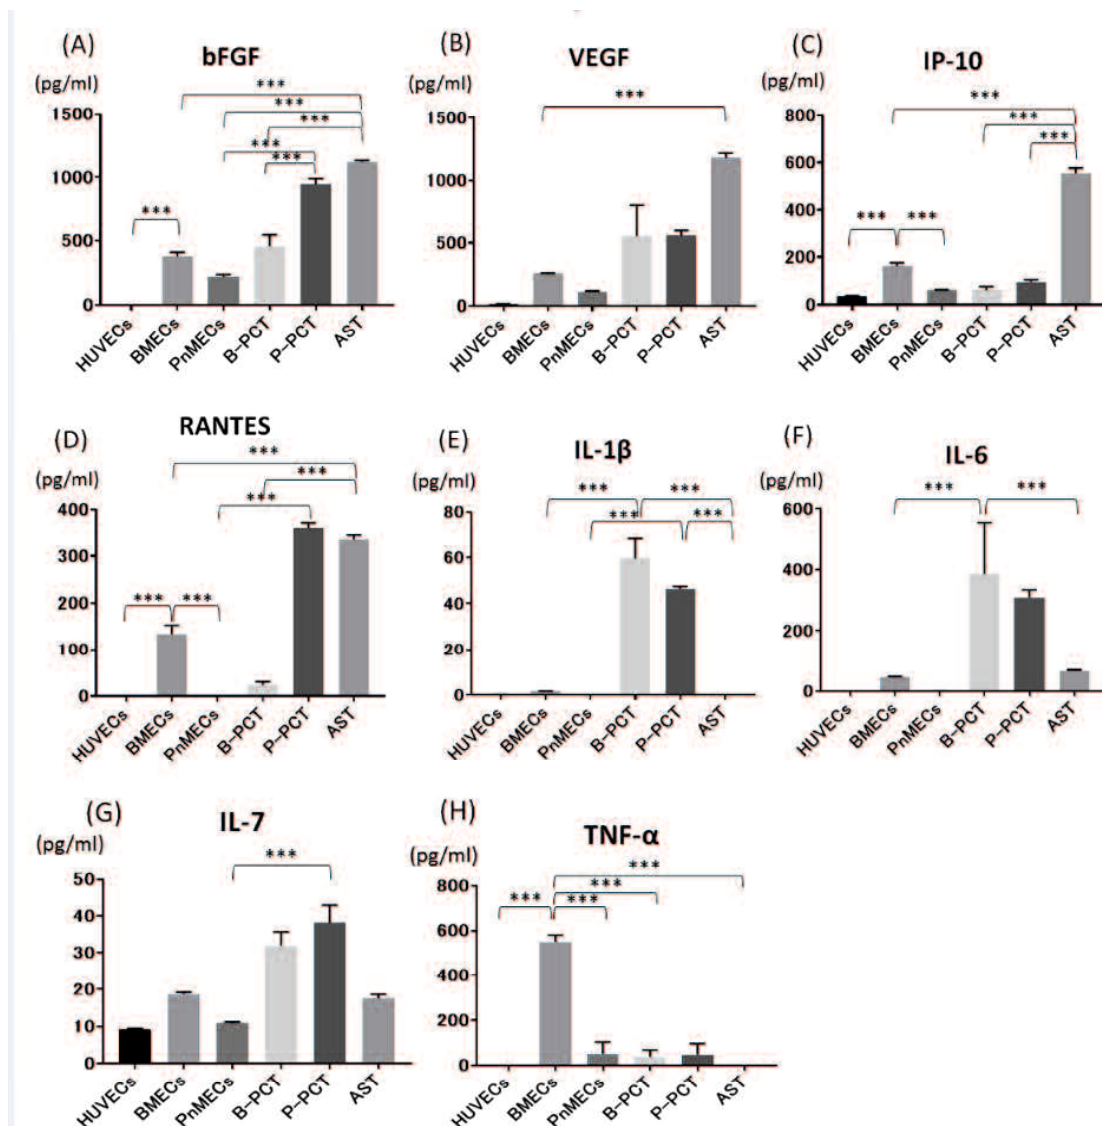 (A) bFGF
(pg/ml)
***
***
***
***
***
***
1500
1000
500
0
HUVECs BMECs PnMECs B-PCT P-PCT AST
(B) VEGF
(pg/ml)
***
1500
1000
500
0
HUVECs BMECs PnMECs B-PCT P-PCT AST
(C) IP-10
(pg/ml)
***
***
***
*** ***
800
600
400
200
0
HUVECs BMECs PnMECs B-PCT P-PCT AST
(D) RANTES
(pg/ml)
***
***
***
*** ***
400
300
200
100
0
HUVECs BMECs PnMECs B-PCT P-PCT AST
(E) IL-1β
(pg/ml)
*** ***
*** ***
80
60
40
20
0
HUVECs BMECs PnMECs B-PCT P-PCT AST
(F) IL-6
(pg/ml)
*** ***
600
400
200
0
HUVECs BMECs PnMECs B-PCT P-PCT AST
(G) IL-7
(pg/ml)
***
50
40
30
20
10
0
HUVECs BMECs PnMECs B-PCT P-PCT AST
(H) TNF-α
(pg/ml)
***
***
*** ***
800
600
400
200
0
HUVECs BMECs PnMECs B-PCT P-PCT AST